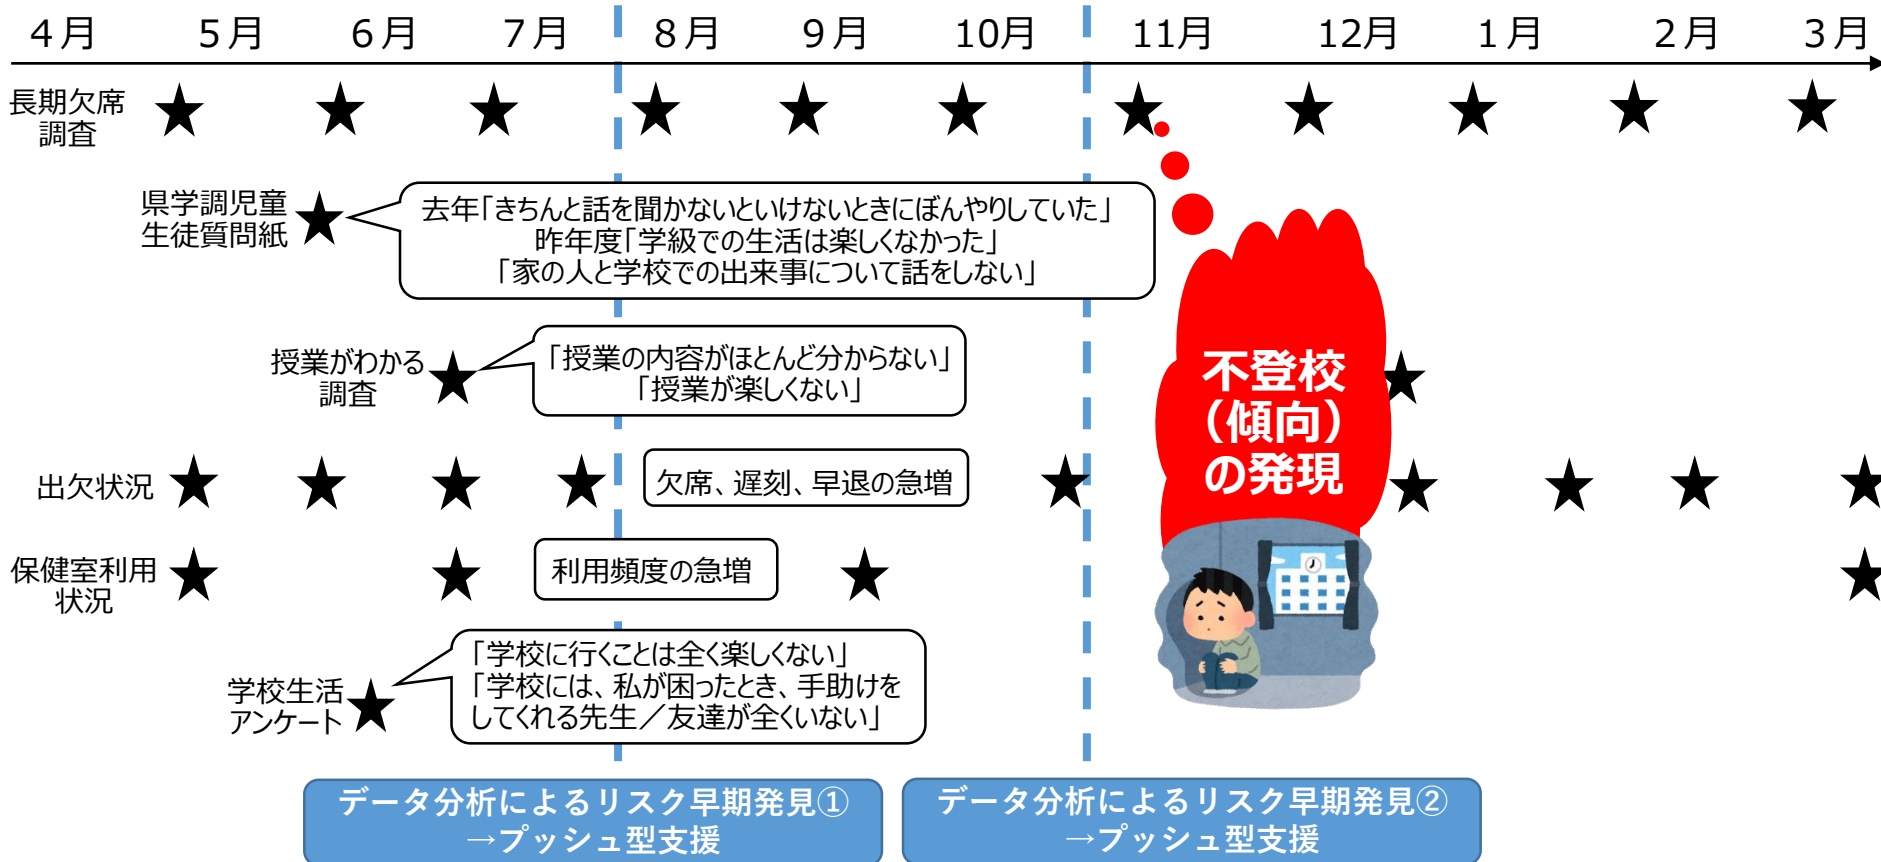 4月 5月 6月 7月 8月 9月 10月 11月 12月 1月 2月 3月
長期欠席
調査
県学調児童
生徒質問紙
去年「きちんと話を聞かないといけないときにぼんやりしていた」
昨年度「学級での生活は楽しくなかった」
「家の人と学校での出来事について話をしない」
授業がわかる
調査
「授業の内容がほとんど分からない」
「授業が楽しくない」
不登校
（傾向）
の発現
出欠状況
欠席、遅刻、早退の急増
保健室利用
状況
利用頻度の急増
学校生活
アンケート
「学校に行くことは全く楽しくない」
「学校には、私が困ったとき、手助けを
してくれる先生／友達が全くいない」
データ分析によるリスク早期発見①
→プッシュ型支援
データ分析によるリスク早期発見②
→プッシュ型支援